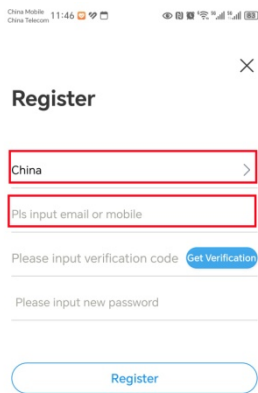 China Mobile
China Telecom 11:46 83
Register
China
Pls input email or mobile
Please input verification code Get Verification
Please input new password
Register